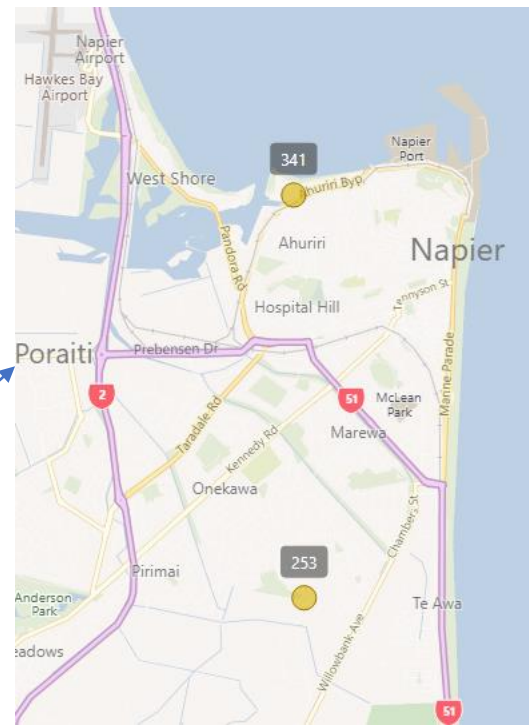 Napier
Airport
Hawkes Bay
Airport
Napier
Port
341
West Shore
Ahuriri Byp
Ahuriri
Pandora Rd
Napier
Hospital Hill
Tennyson St
Poraiti
Prebensen Dr
Marine Parade
2
51
McLean
Park
Taradale Rd
Marewa
Kennedy Rd
Onekawa
Chambers St
253
Pirimai
Anderson
Park
Te Awa
eadows
Willowbank Ave
51